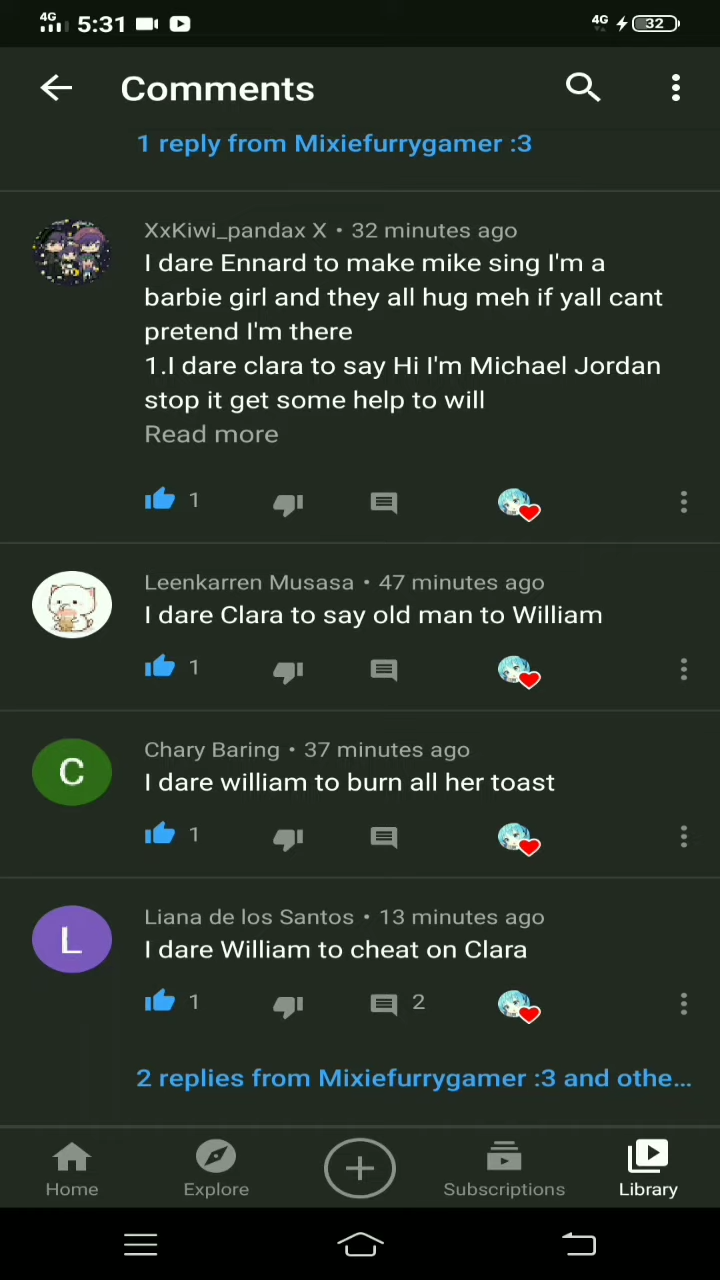 4G 5:31 4G 32
Comments
1 reply from Mixiefurrygamer :3
XxKiwi_pandax X • 32 minutes ago
I dare Ennard to make mike sing I'm a
barbie girl and they all hug meh if yall cant
pretend I'm there
1.I dare clara to say Hi I'm Michael Jordan
stop it get some help to will
Read more
1
Leenkarren Musasa • 47 minutes ago
I dare Clara to say old man to William
1
C
Chary Baring • 37 minutes ago
I dare william to burn all her toast
1
L
Liana de los Santos • 13 minutes ago
I dare William to cheat on Clara
1 2
2 replies from Mixiefurrygamer :3 and othe...
Home Explore Subscriptions Library